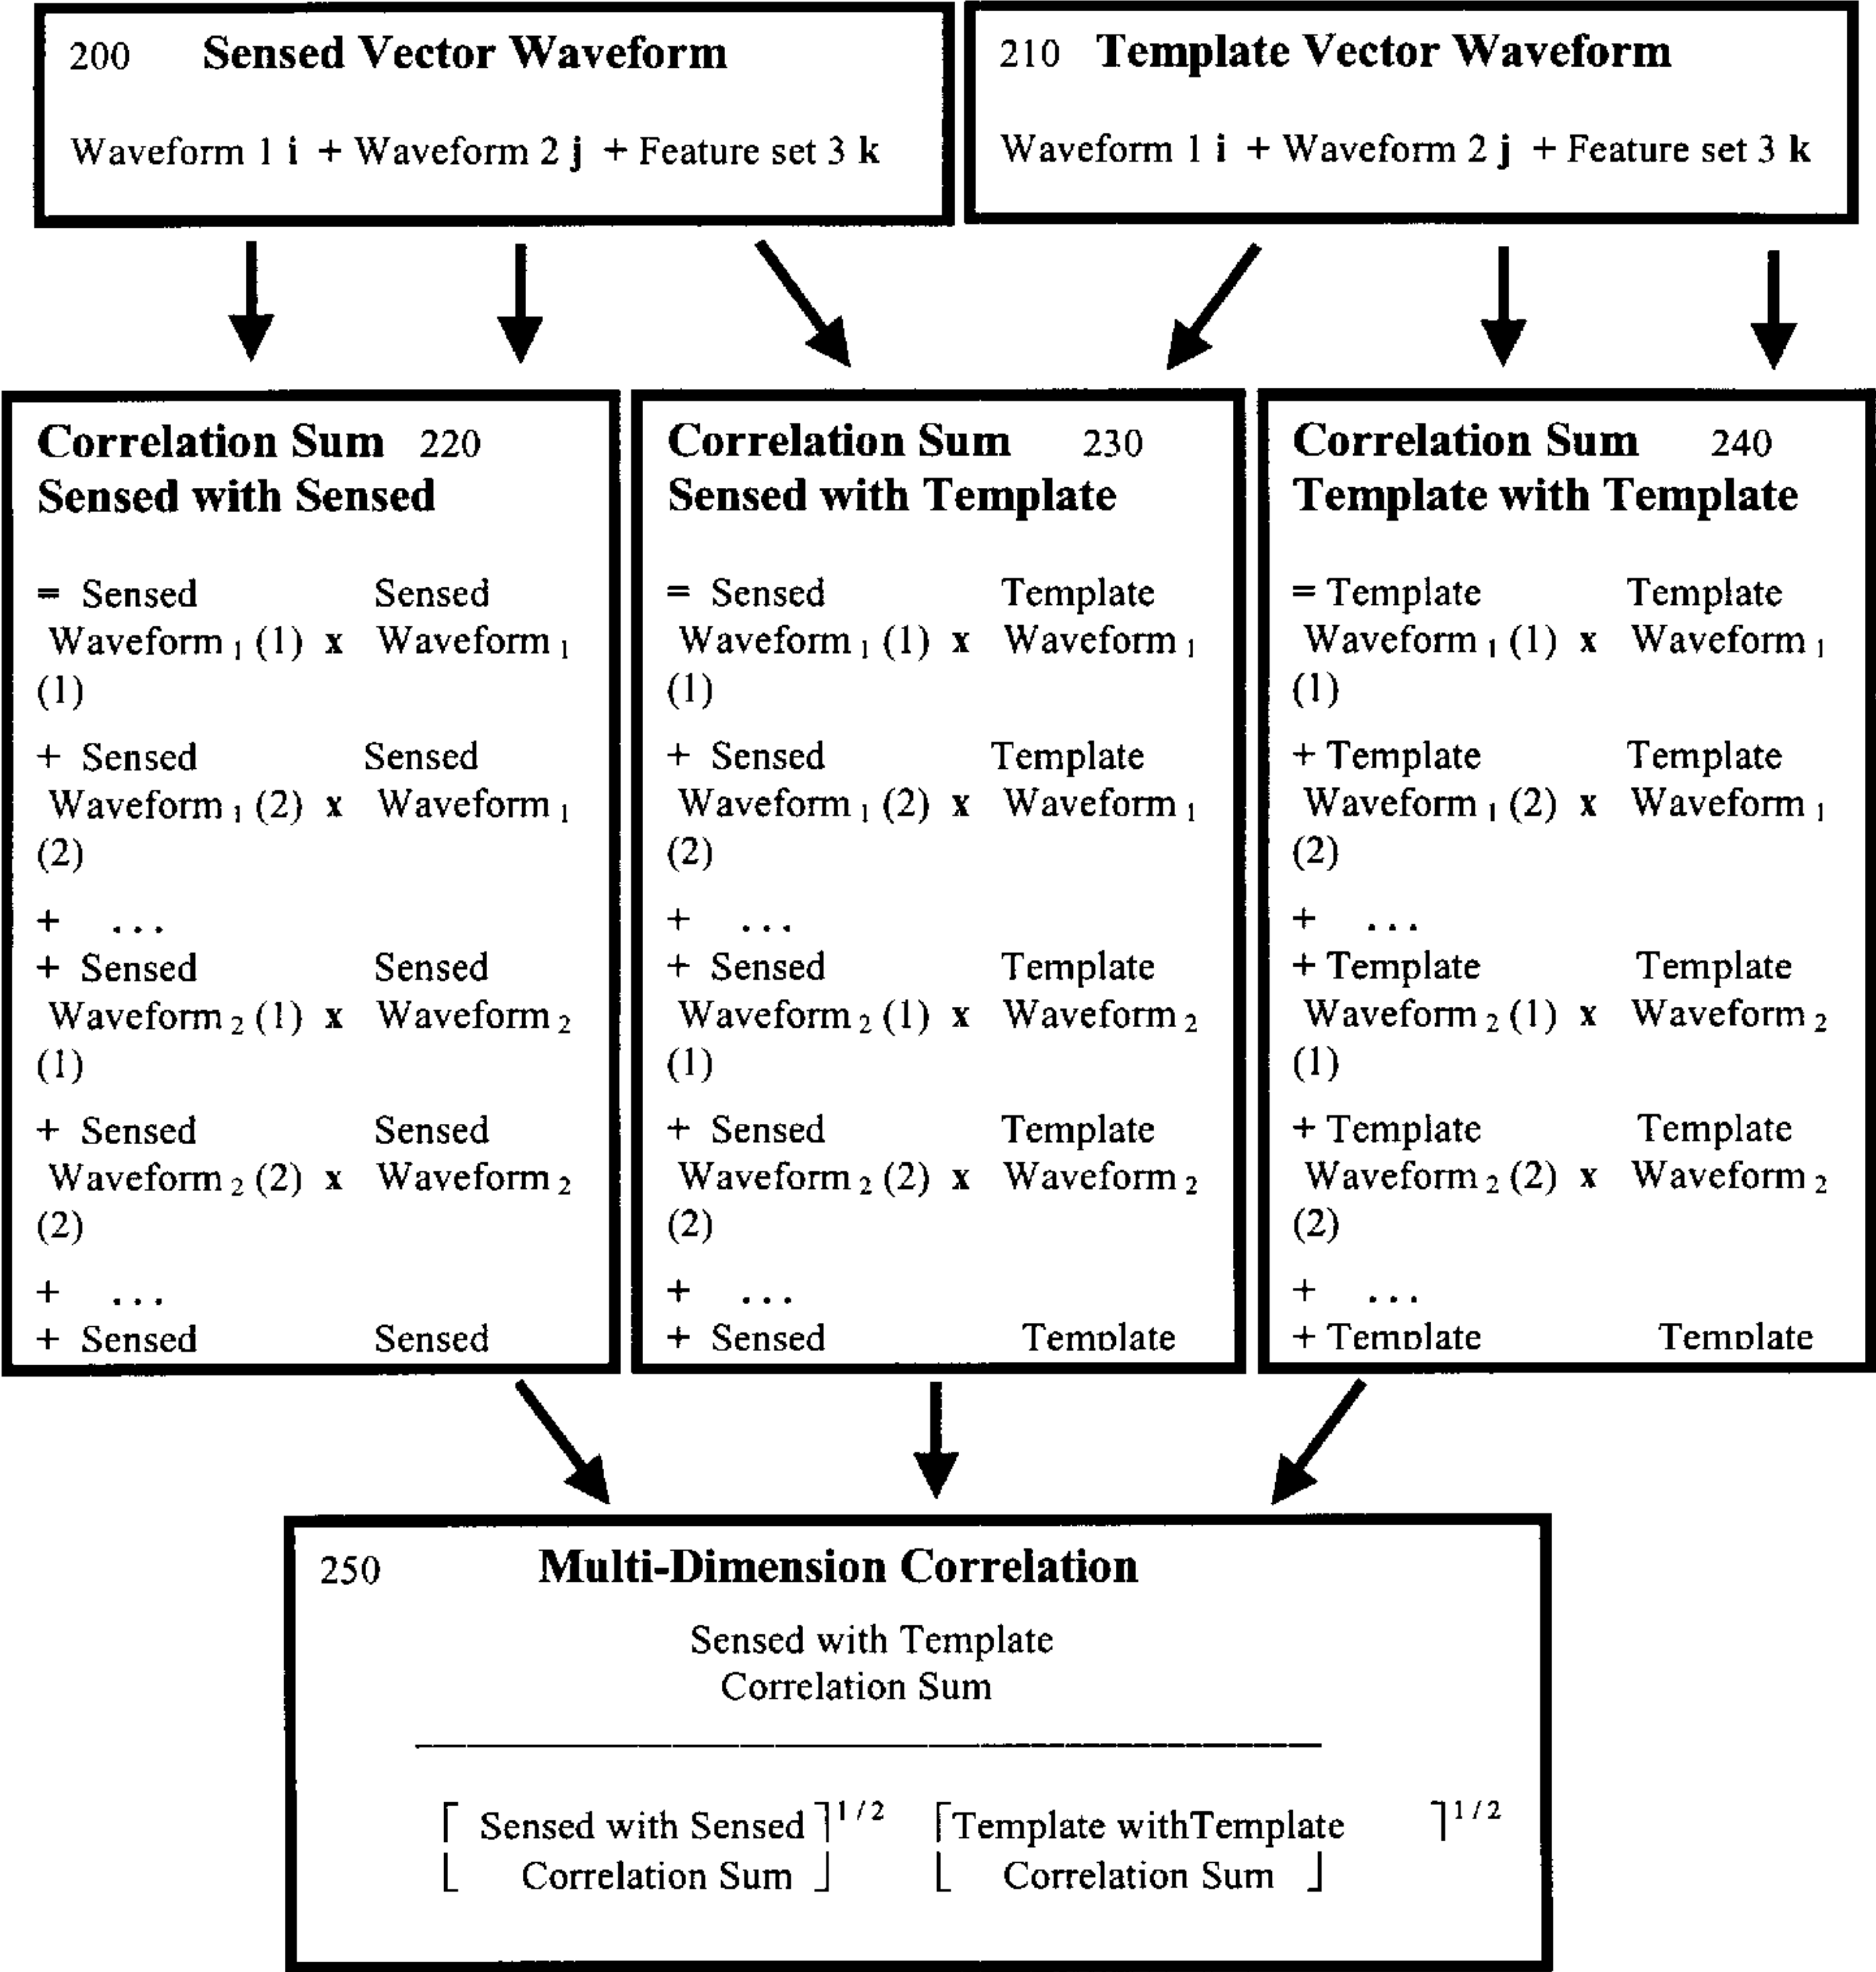 200 Sensed Vector Waveform
Waveform 1 i + Waveform 2 j + Feature set 3 k
210 Template Vector Waveform
Waveform 1 i + Waveform 2 j + Feature set 3 k
Correlation Sum 220
Sensed with Sensed
= Sensed Sensed
Waveform 1 (1) x Waveform 1
(1)
+ Sensed Sensed
Waveform 1 (2) x Waveform 1
(2)
+ ...
+ Sensed Sensed
Waveform 2 (1) x Waveform 2
(1)
+ Sensed Sensed
Waveform 2 (2) x Waveform 2
(2)
+ ...
+ Sensed Sensed
Correlation Sum 230
Sensed with Template
= Sensed Template
Waveform 1 (1) x Waveform 1
(1)
+ Sensed Template
Waveform 1 (2) x Waveform 1
(2)
+ ...
+ Sensed Template
Waveform 2 (1) x Waveform 2
(1)
+ Sensed Template
Waveform 2 (2) x Waveform 2
(2)
+ ...
+ Sensed Template
Correlation Sum 240
Template with Template
= Template Template
Waveform 1 (1) x Waveform 1
(1)
+ Template Template
Waveform 1 (2) x Waveform 1
(2)
+ ...
+ Template Template
Waveform 2 (1) x Waveform 2
(1)
+ Template Template
Waveform 2 (2) x Waveform 2
(2)
+ ...
+ Template Template
250 Multi-Dimension Correlation
Sensed with Template
Correlation Sum
⌈ Sensed with Sensed ⌉1/2 ⌈Template withTemplate ⌉1/2
⌊ Correlation Sum ⌋ ⌊ Correlation Sum ⌋